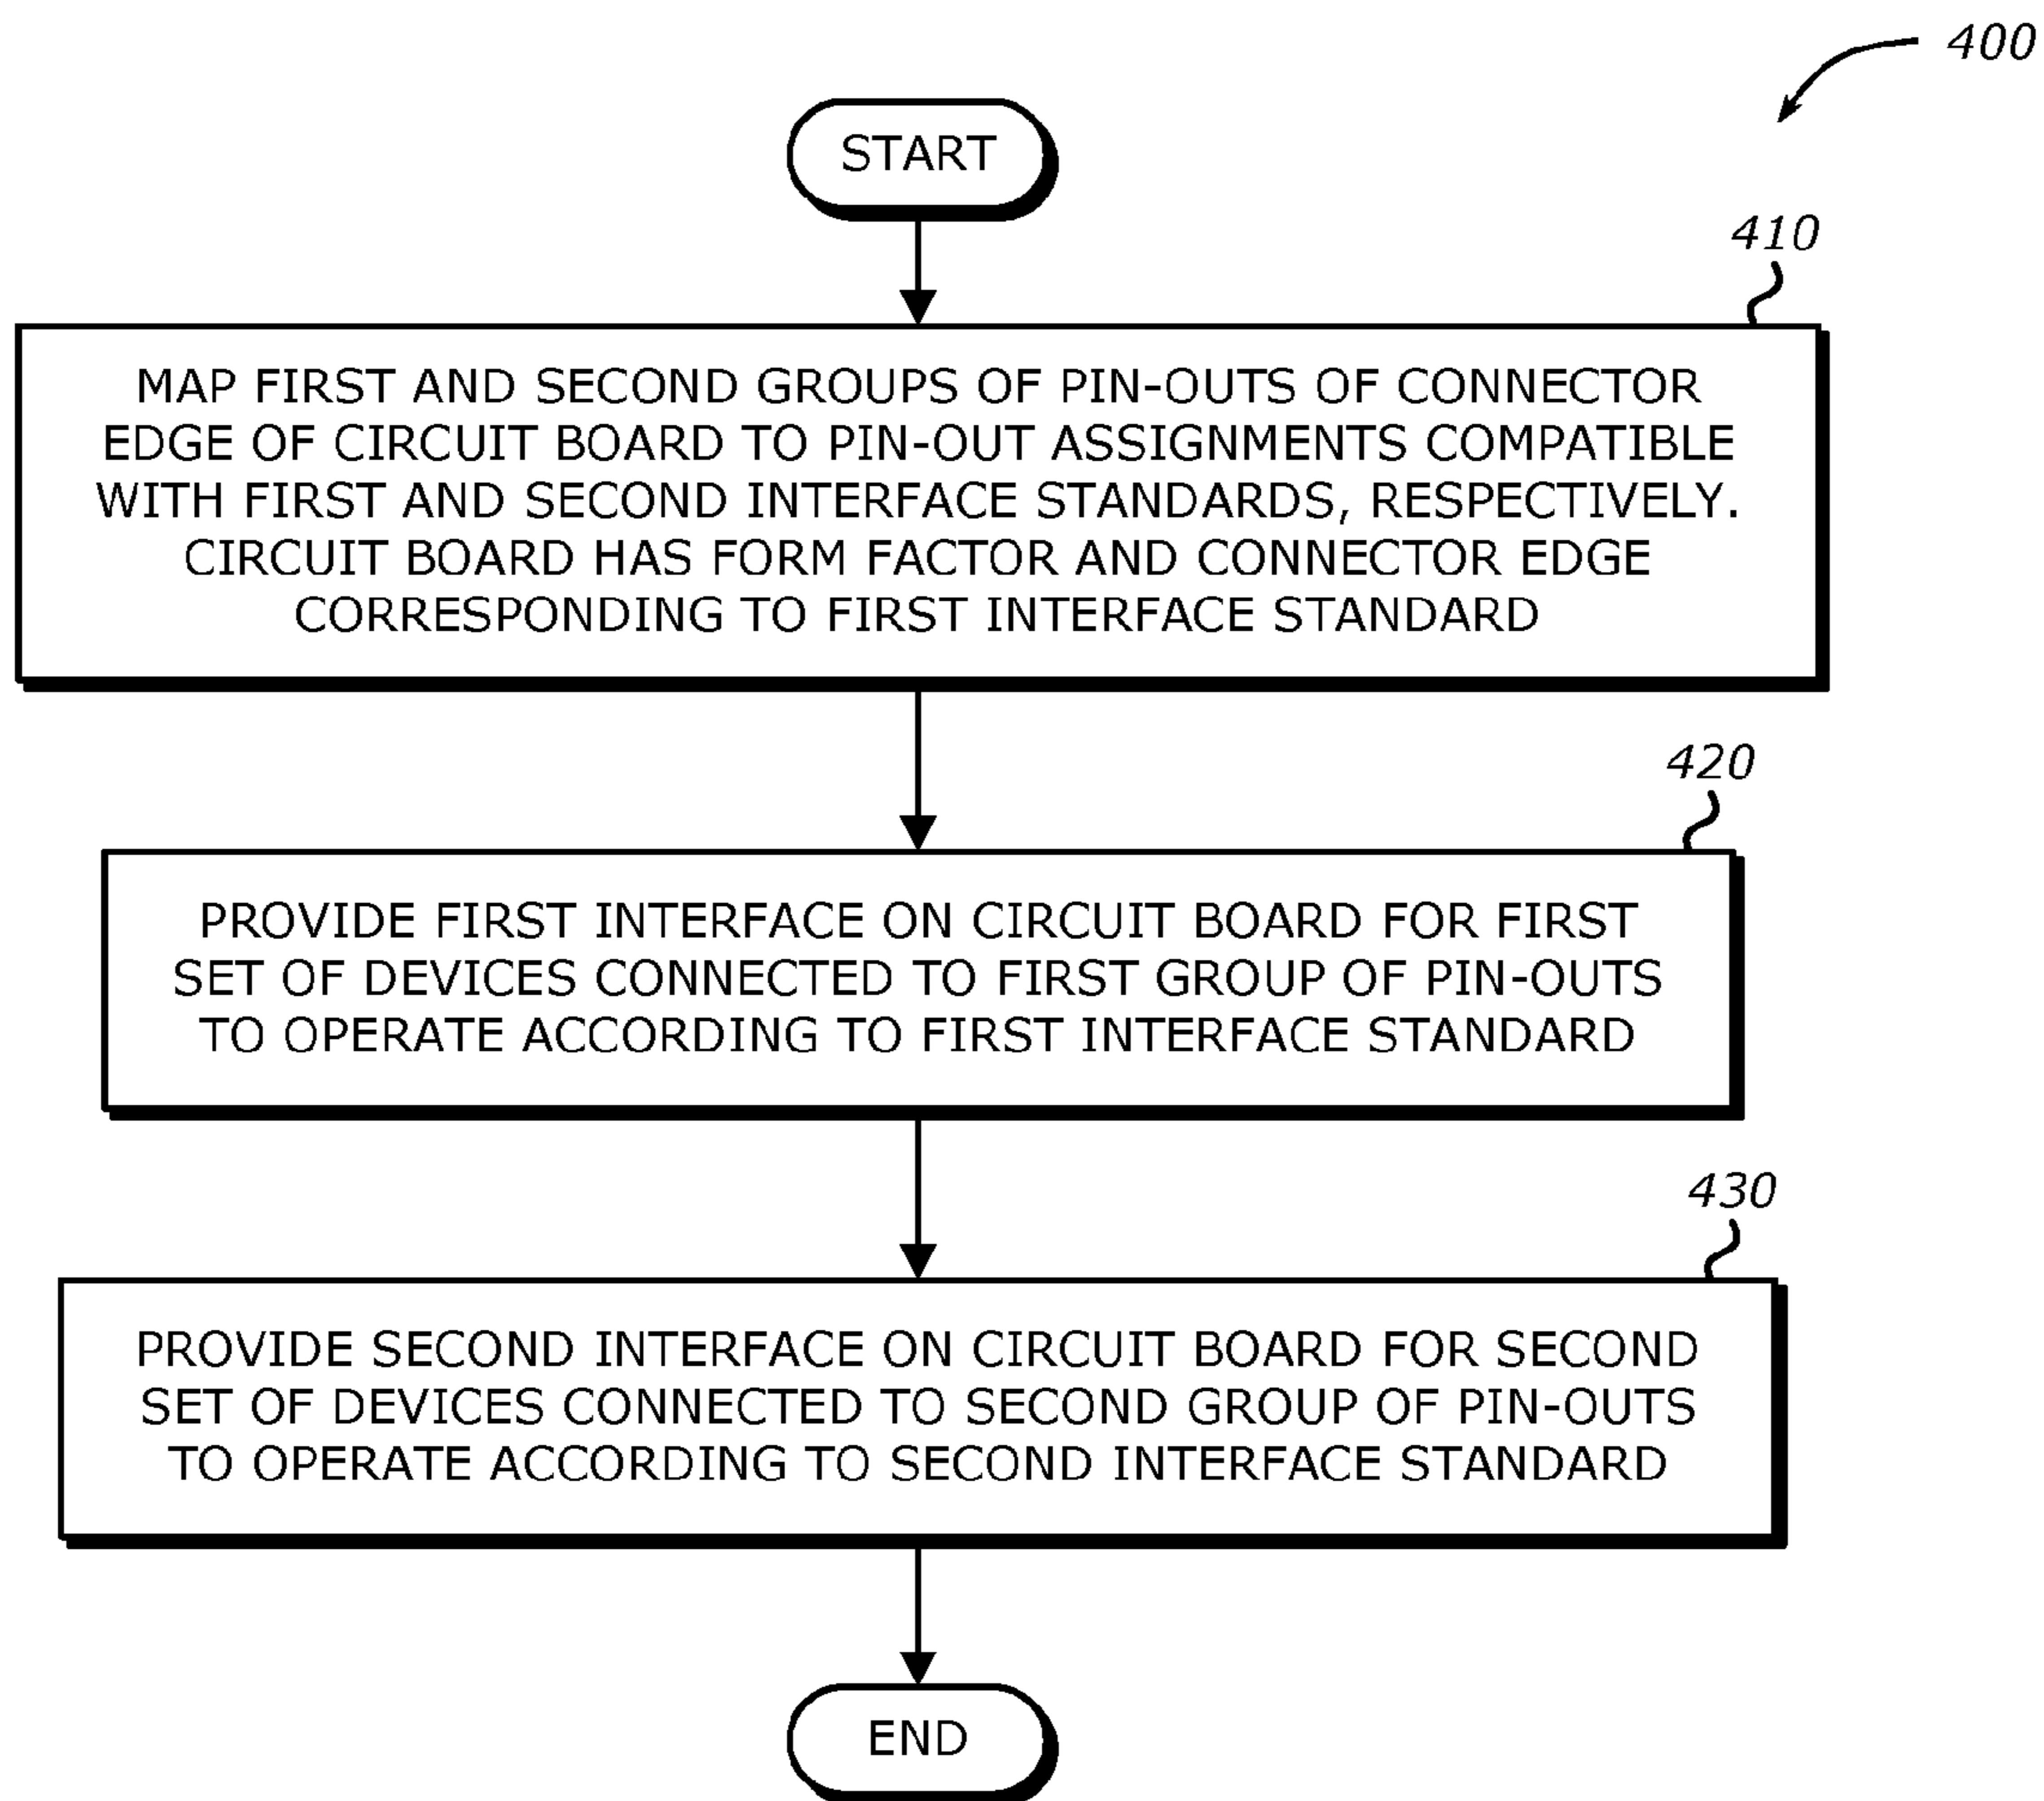 400
START
410
MAP FIRST AND SECOND GROUPS OF PIN-OUTS OF CONNECTOR
EDGE OF CIRCUIT BOARD TO PIN-OUT ASSIGNMENTS COMPATIBLE
WITH FIRST AND SECOND INTERFACE STANDARDS, RESPECTIVELY.
CIRCUIT BOARD HAS FORM FACTOR AND CONNECTOR EDGE
CORRESPONDING TO FIRST INTERFACE STANDARD
420
PROVIDE FIRST INTERFACE ON CIRCUIT BOARD FOR FIRST
SET OF DEVICES CONNECTED TO FIRST GROUP OF PIN-OUTS
TO OPERATE ACCORDING TO FIRST INTERFACE STANDARD
430
PROVIDE SECOND INTERFACE ON CIRCUIT BOARD FOR SECOND
SET OF DEVICES CONNECTED TO SECOND GROUP OF PIN-OUTS
TO OPERATE ACCORDING TO SECOND INTERFACE STANDARD
END